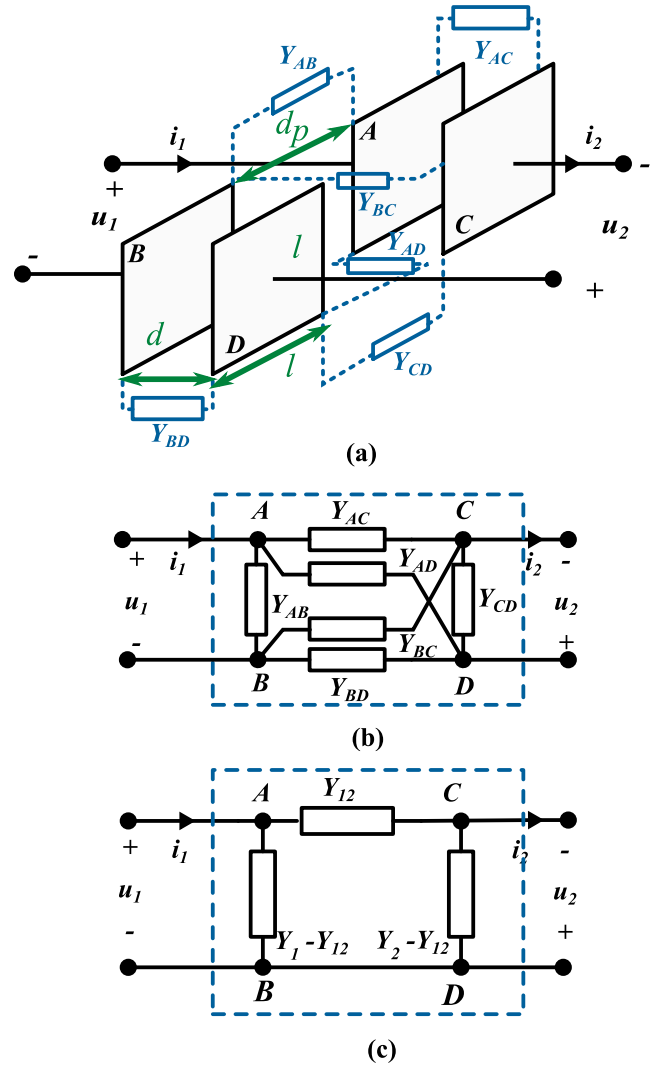 Y_AB
Y_AC
d_p
A
i_1
i_2
+
-
Y_BC
u_1
B
C
u_2
l
Y_AD
-
+
d
D
l
Y_CD
Y_BD
(a)
A
Y_AC
C
+
i_1
Y_AD
i_2
-
u_1
Y_AB
Y_CD
u_2
-
Y_BC
+
B
Y_BD
D
(b)
A
Y_12
C
+
i_1
i_2
-
u_1
u_2
-
Y_1 -Y_12
Y_2 -Y_12
+
B
D
(c)